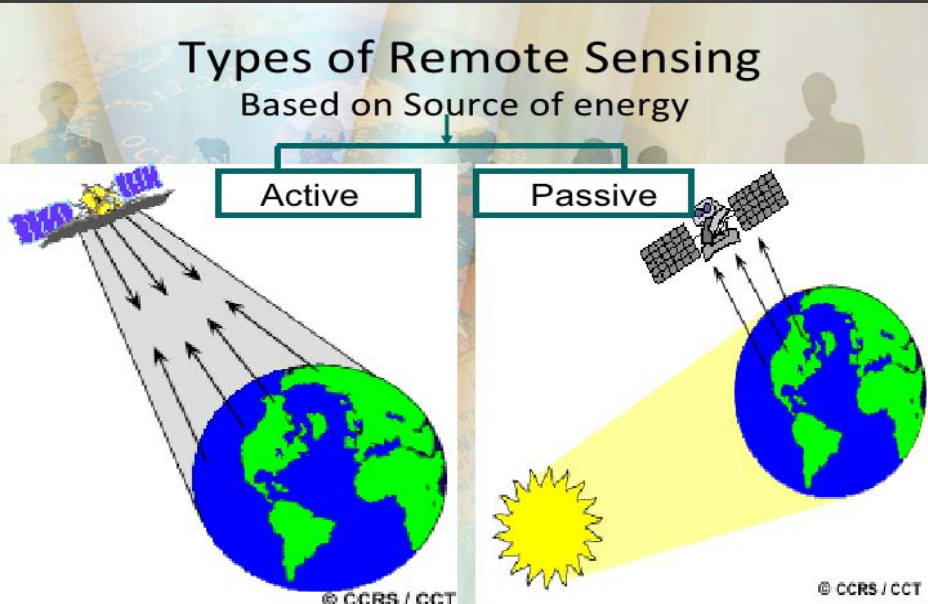 Types of Remote Sensing
Based on Source of energy
Active
Passive
© CCRS / CCT
© CCRS / CCT